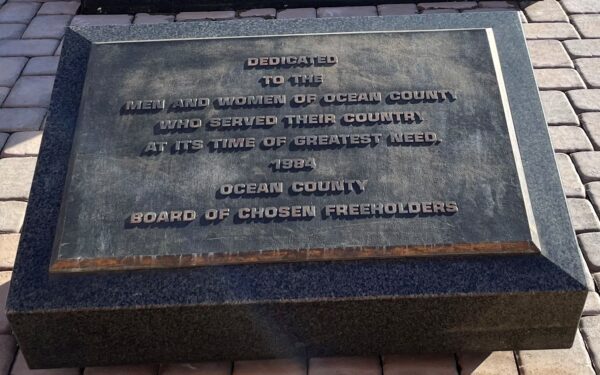 DEDICATED
TO THE
MEN AND WOMEN OF OCEAN COUNTY
WHO SERVED THEIR COUNTRY
AT ITS TIME OF GREATEST NEED.
1984
OCEAN COUNTY
BOARD OF CHOSEN FREEHOLDERS